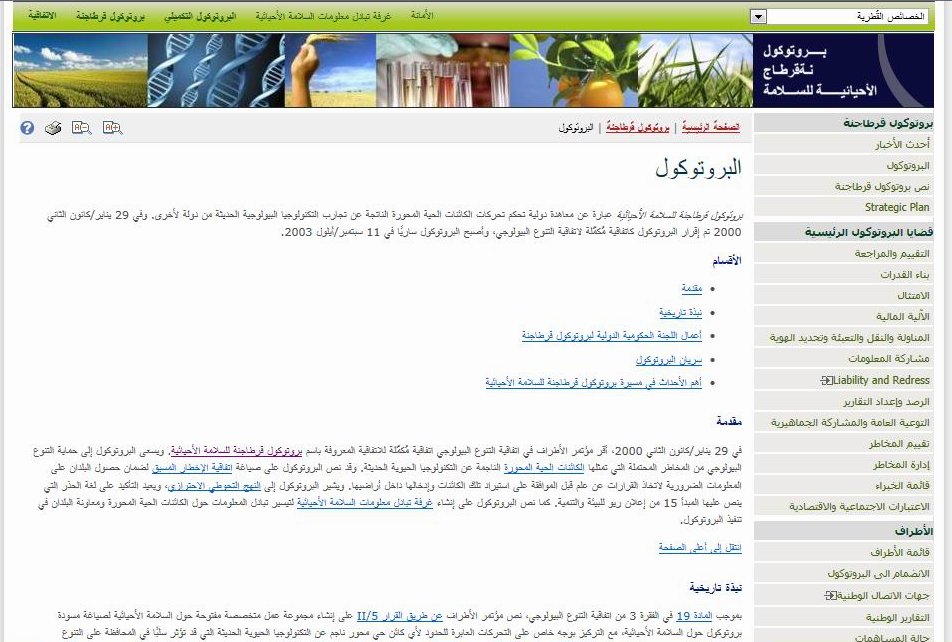 الخصائص القُطرية
الأمانة غرفة تبادل معلومات السلامة الأحيائية البروتوكول التكميلي بروتوكول قرطاجنة الاتفاقية
بـــروتوكول
نـةقرطـاج
الأحيائيــــة للســـلامة
الصفحة الرئيسية | بروتوكول قرطاجنة | البروتوكول
البروتوكول
بروتوكول قرطاجنة للسلامة الأحيائية عبارة عن معاهدة دولية تحكم تحركات الكائنات الحية المحورة الناتجة عن تجارب التكنولوجيا البيولوجية الحديثة من دولة لأخرى. وفي 29 يناير/كانون الثاني
2000 تم إقرار البروتوكول كاتفاقية مُكمّلة لاتفاقية التنوع البيولوجي، وأصبح البروتوكول ساريًا في 11 سبتمبر/أيلول 2003.
الأقسام
• مقدمة
• نبذة تاريخية
• أعمال اللجنة الحكومية الدولية لبروتوكول قرطاجنة
• سريان البروتوكول
• أهم الأحداث في مسيرة بروتوكول قرطاجنة للسلامة الأحيائية
مقدمة
في 29 يناير/كانون الثاني 2000، أقر مؤتمر الأطراف في اتفاقية التنوع البيولوجي اتفاقية مُكمّلة للاتفاقية المعروفة باسم بروتوكول قرطاجنة للسلامة الأحيائية. ويسعى البروتوكول إلى حماية التنوع
البيولوجي من المخاطر المحتملة التي تمثلها الكائنات الحية المحورة الناجمة عن التكنولوجيا الحيوية الحديثة. وقد نص البروتوكول على صياغة إتفاقية الإخطار المسبق لضمان حصول البلدان على
المعلومات الضرورية لاتخاذ القرارات عن علم قبل الموافقة على استيراد تلك الكائنات وإدخالها داخل أراضيها. ويشير البروتوكول إلى النهج التحوطي الاحترازي، ويعيد التأكيد على لغة الحذر التي
ينص عليها المبدأ 15 من إعلان ريو للبيئة والتنمية. كما نص البروتوكول على إنشاء غرفة تبادل معلومات السلامة الأحيائية لتيسير تبادل المعلومات حول الكائنات الحية المحورة ومعاونة البلدان في
تنفيذ البروتوكول.
انتقل إلى أعلى الصفحة
نبذة تاريخية
بموجب المادة 19 في الفقرة 3 من اتفاقية التنوع البيولوجي، نص مؤتمر الأطراف عن طريق القرار II/5 على إنشاء مجموعة عمل متخصصة مفتوحة حول السلامة الأحيائية لصياغة مسودة
بروتوكول حول السلامة الأحيائية، مع التركيز بوجه خاص على التحركات العابرة للحدود لأي كائن حي محور ناجم عن التكنولوجيا الحيوية الحديثة التي قد تؤثر سلبًا في المحافظة على التنوع
بروتوكول قرطاجنة
أحدث الأخبار
البروتوكول
نص بروتوكول قرطاجنة
Strategic Plan
قضايا البروتوكول الرئيسية
التقييم والمراجعة
بناء القدرات
الامتثال
الآلية المالية
المناولة والنقل والتعبئة وتحديد الهوية
مشاركة المعلومات
Liability and Redress
الرصد وإعداد التقارير
التوعية العامة والمشاركة الجماهيرية
تقييم المخاطر
إدارة المخاطر
قائمة الخبراء
الاعتبارات الاجتماعية والاقتصادية
الأطراف
قائمة الأطراف
الانضمام الى البروتوكول
جهات الاتصال الوطنية
التقارير الوطنية
حالة المساهمات